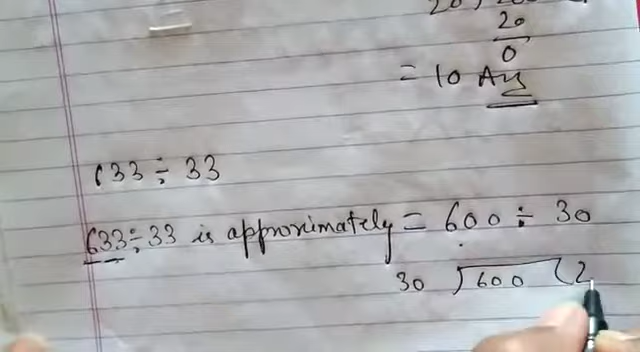 20
0
= 10 Ans
633 ÷ 33
633÷33 is approximately = 600 ÷ 30
30 ) 600 ( 2